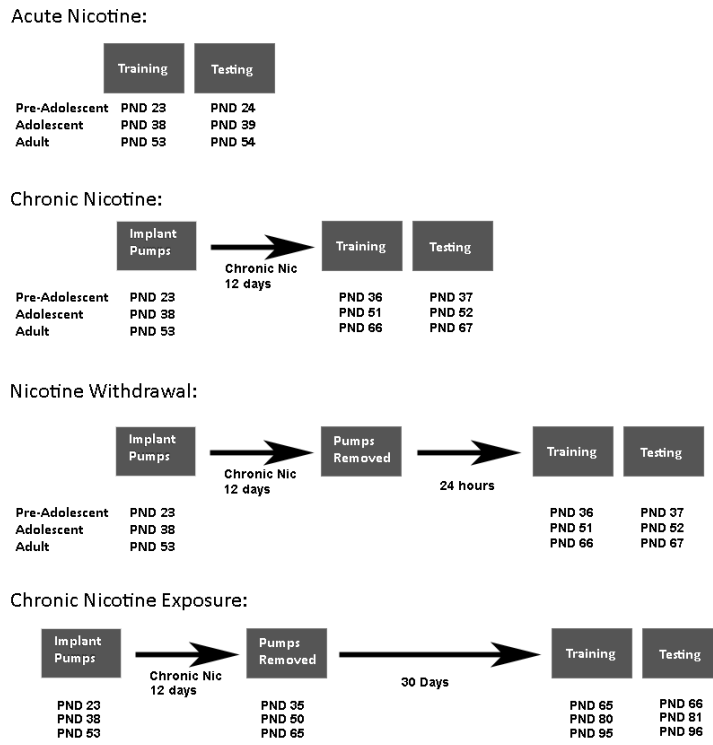 Acute Nicotine:
Training Testing
Pre-Adolescent PND 23 PND 24
Adolescent PND 38 PND 39
Adult PND 53 PND 54
Chronic Nicotine:
Implant
Pumps
Training Testing
Chronic Nic
12 days
Pre-Adolescent PND 23 PND 36 PND 37
Adolescent PND 38 PND 51 PND 52
Adult PND 53 PND 66 PND 67
Nicotine Withdrawal:
Implant
Pumps
Pumps
Removed
Training Testing
Chronic Nic
12 days
24 hours
Pre-Adolescent PND 23 PND 36 PND 37
Adolescent PND 38 PND 51 PND 52
Adult PND 53 PND 66 PND 67
Chronic Nicotine Exposure:
Implant
Pumps
Pumps
Removed
Training Testing
Chronic Nic
12 days
30 Days
PND 23 PND 35 PND 65 PND 66
PND 38 PND 50 PND 80 PND 81
PND 53 PND 65 PND 95 PND 96